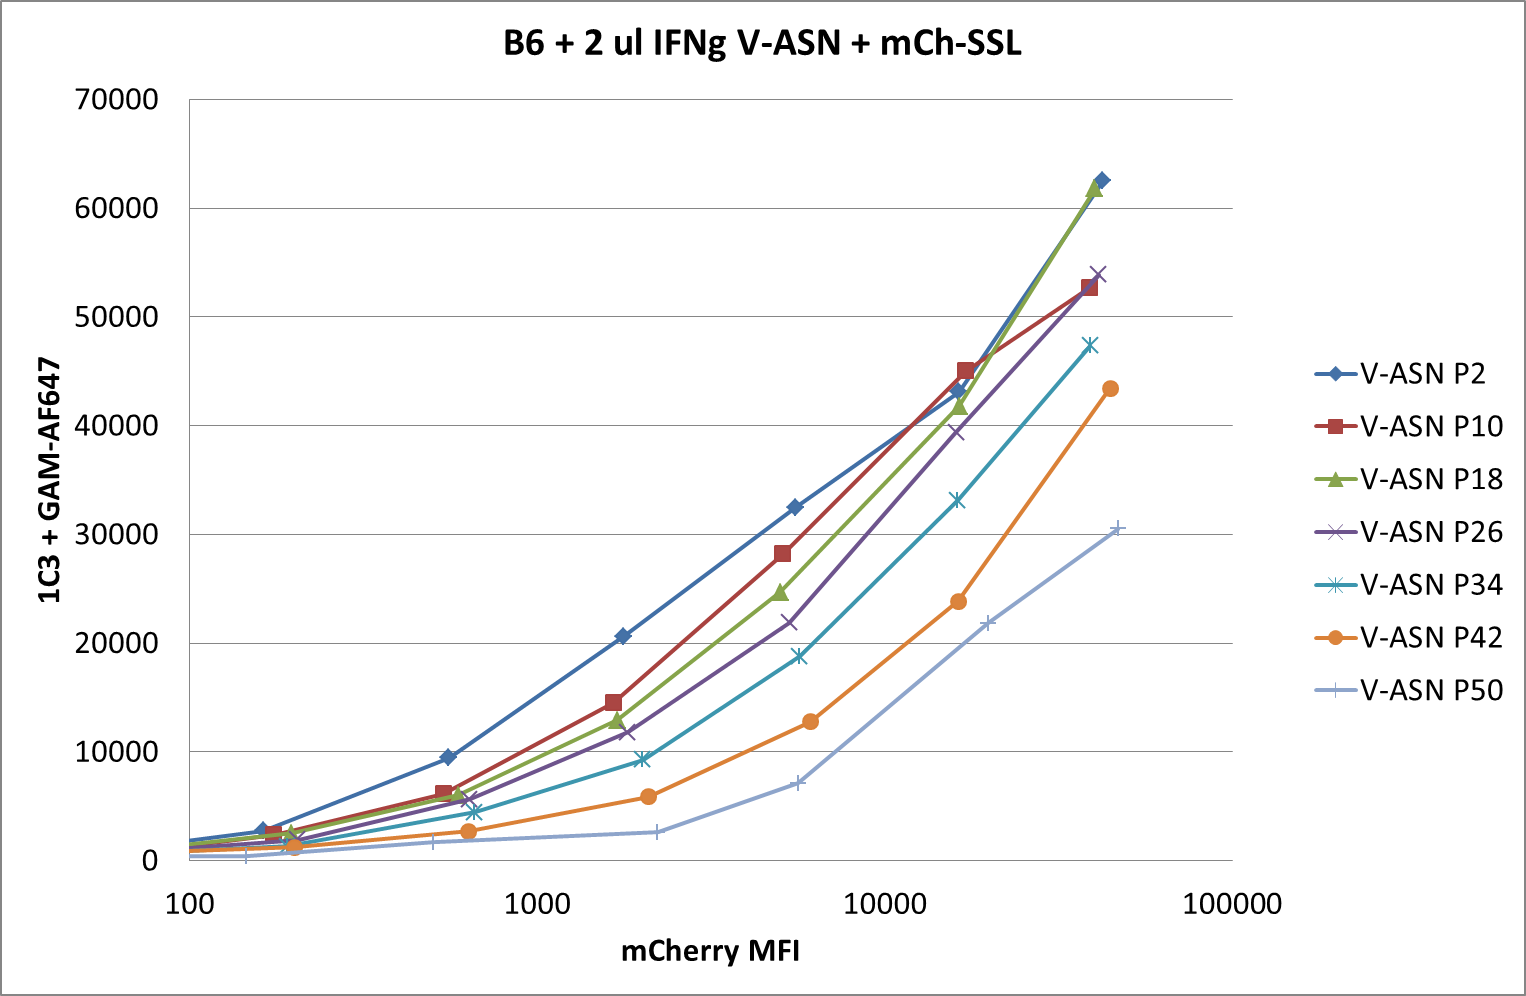 B6 + 2 ul IFNg V-ASN + mCh-SSL
70000
60000
50000
40000
30000
20000
10000
0
1C3 + GAM-AF647
100 1000 10000 100000
mCherry MFI
V-ASN P2
V-ASN P10
V-ASN P18
V-ASN P26
V-ASN P34
V-ASN P42
V-ASN P50